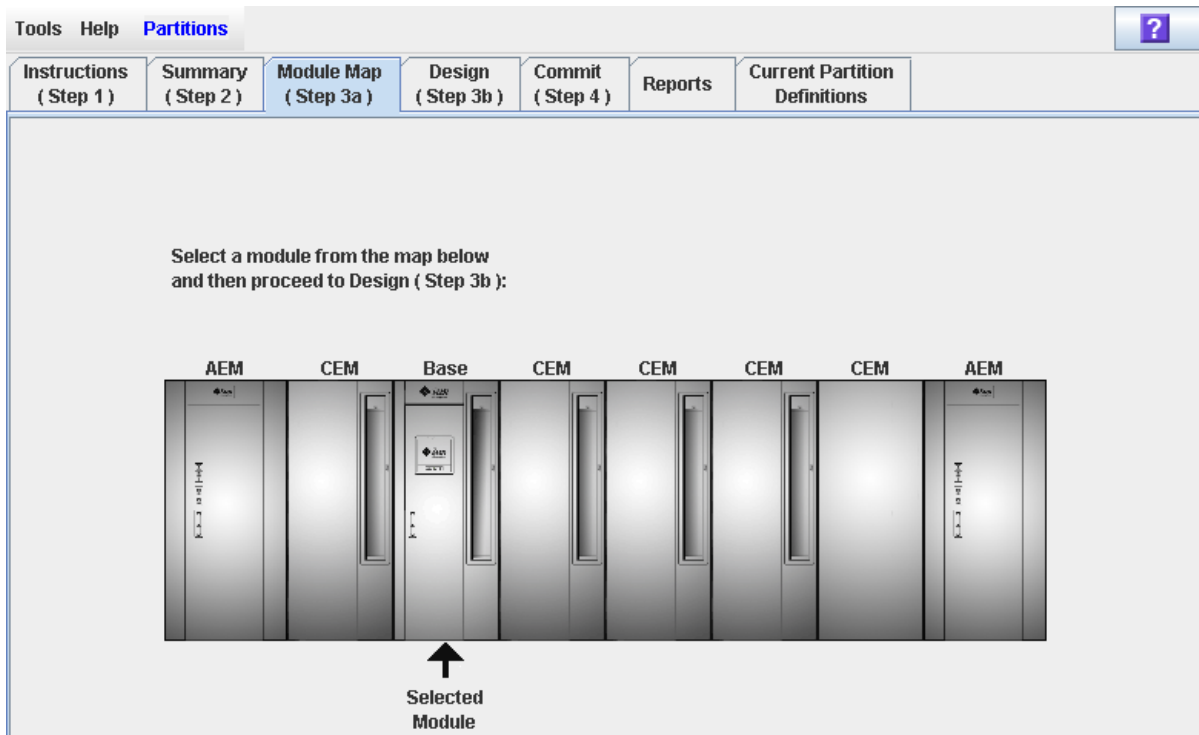 Tools Help Partitions
?
Instructions
( Step 1 )
Summary
( Step 2 )
Module Map
( Step 3a )
Design
( Step 3b )
Commit
( Step 4 )
Reports
Current Partition
Definitions
Select a module from the map below
and then proceed to Design ( Step 3b ):
AEM CEM Base CEM CEM CEM CEM AEM
Selected
Module